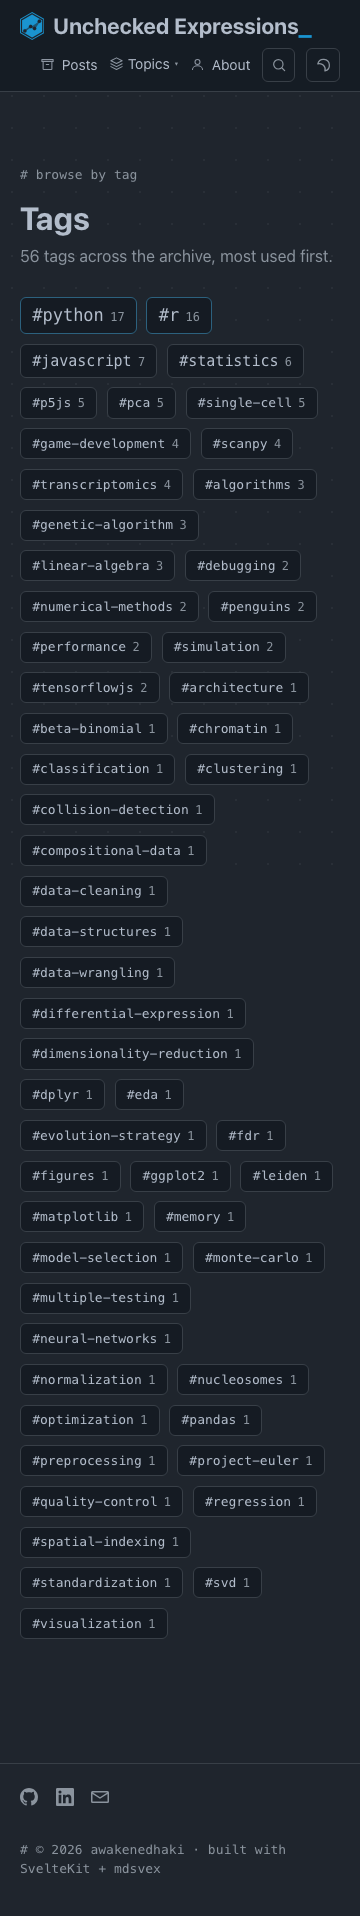 Unchecked Expressions_
Posts Topics About
# browse by tag
Tags
56 tags across the archive, most used first.
#python 17 #r 16
#javascript 7 #statistics 6
#p5js 5 #pca 5 #single-cell 5
#game-development 4 #scanpy 4
#transcriptomics 4 #algorithms 3
#genetic-algorithm 3
#linear-algebra 3 #debugging 2
#numerical-methods 2 #penguins 2
#performance 2 #simulation 2
#tensorflowjs 2 #architecture 1
#beta-binomial 1 #chromatin 1
#classification 1 #clustering 1
#collision-detection 1
#compositional-data 1
#data-cleaning 1
#data-structures 1
#data-wrangling 1
#differential-expression 1
#dimensionality-reduction 1
#dplyr 1 #eda 1
#evolution-strategy 1 #fdr 1
#figures 1 #ggplot2 1 #leiden 1
#matplotlib 1 #memory 1
#model-selection 1 #monte-carlo 1
#multiple-testing 1
#neural-networks 1
#normalization 1 #nucleosomes 1
#optimization 1 #pandas 1
#preprocessing 1 #project-euler 1
#quality-control 1 #regression 1
#spatial-indexing 1
#standardization 1 #svd 1
#visualization 1
# © 2026 awakenedhaki · built with
SvelteKit + mdsvex